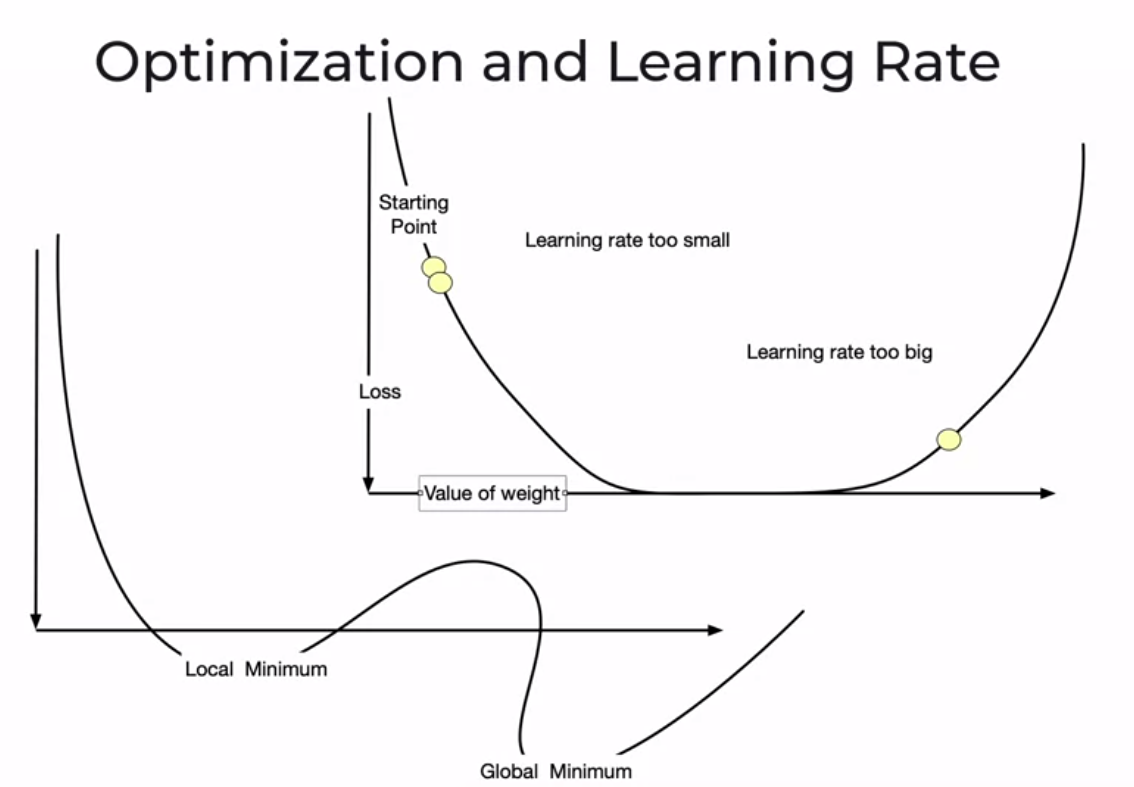 Optimization and Learning Rate
Starting
Point
Learning rate too small
Learning rate too big
Loss
Value of weight
Local Minimum
Global Minimum